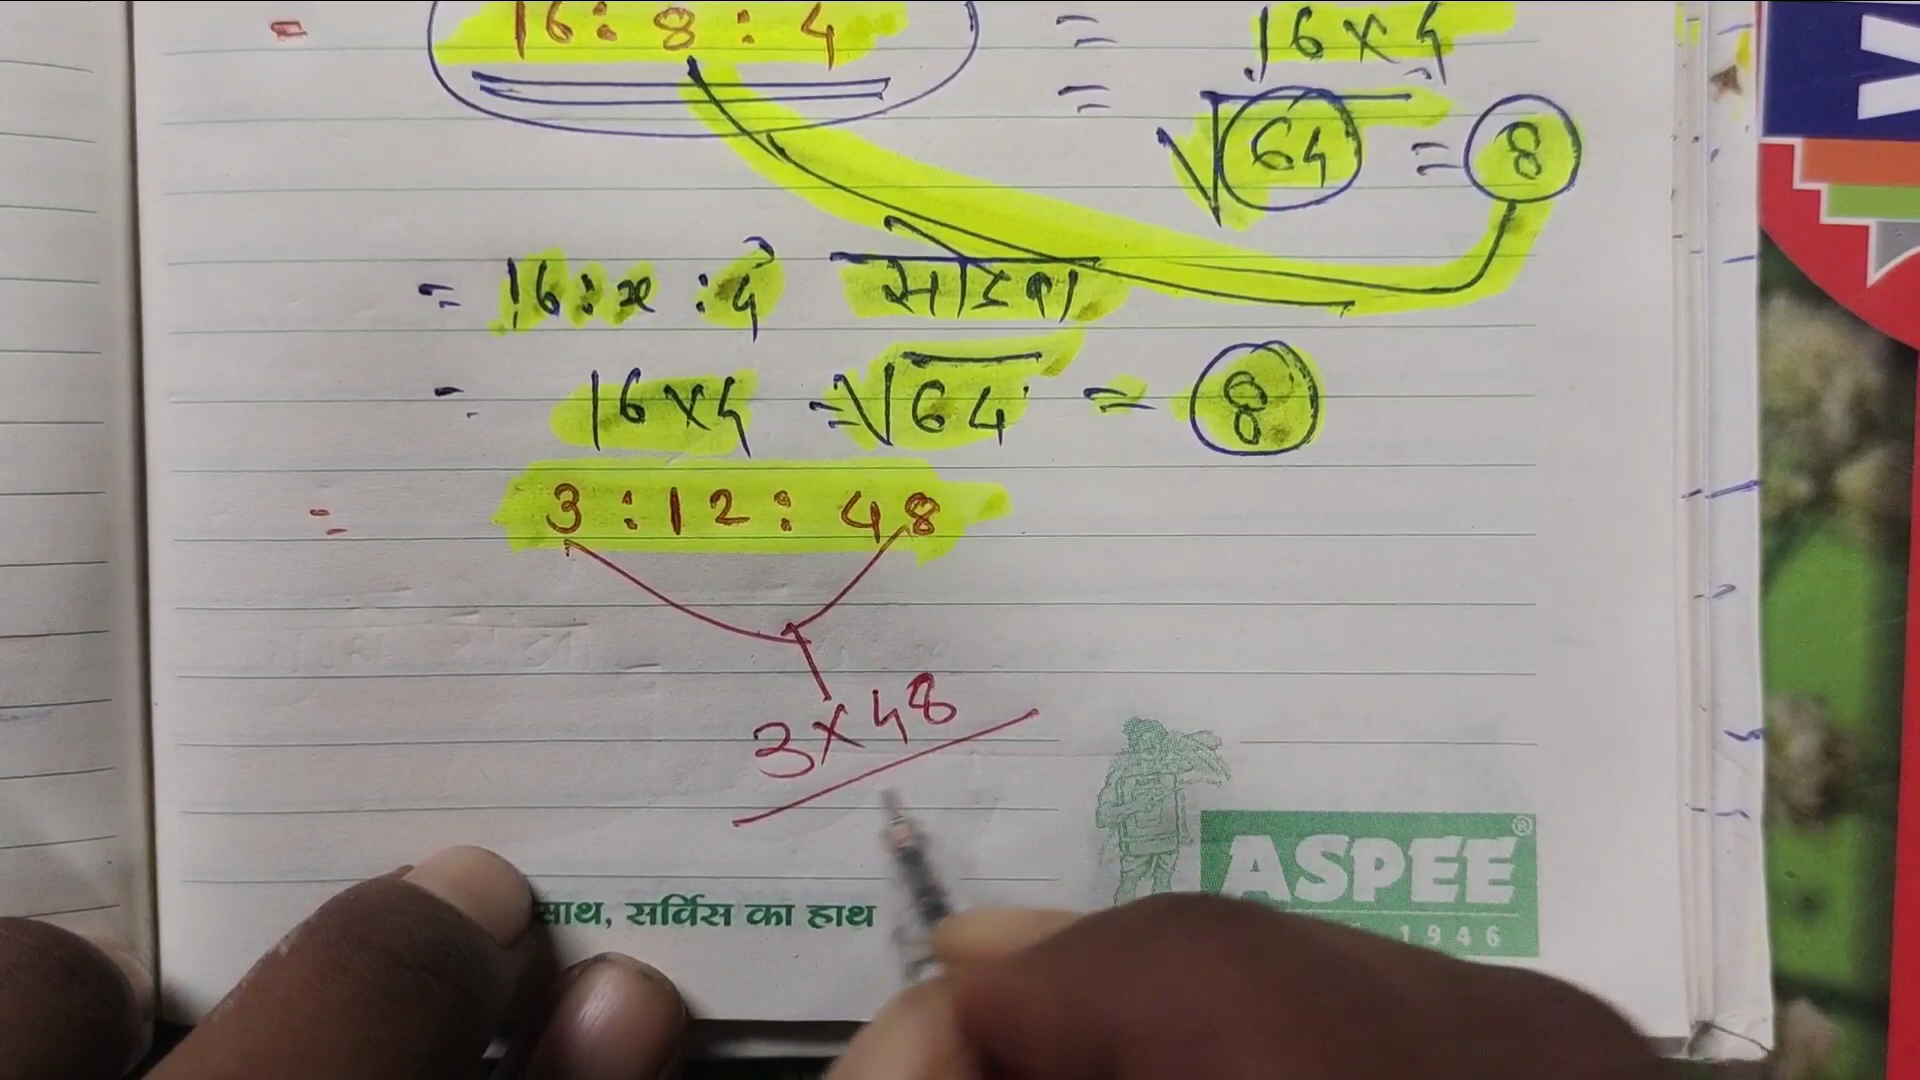 = 16 : 8 : 4 = 16 × 4
= √64 = 8
= 16 : x : 4
= 16 × 4 = √64 = 8
= 3 : 12 : 48
3 × 48
साथ, सर्विस का हाथ
ASPEE ®
1946